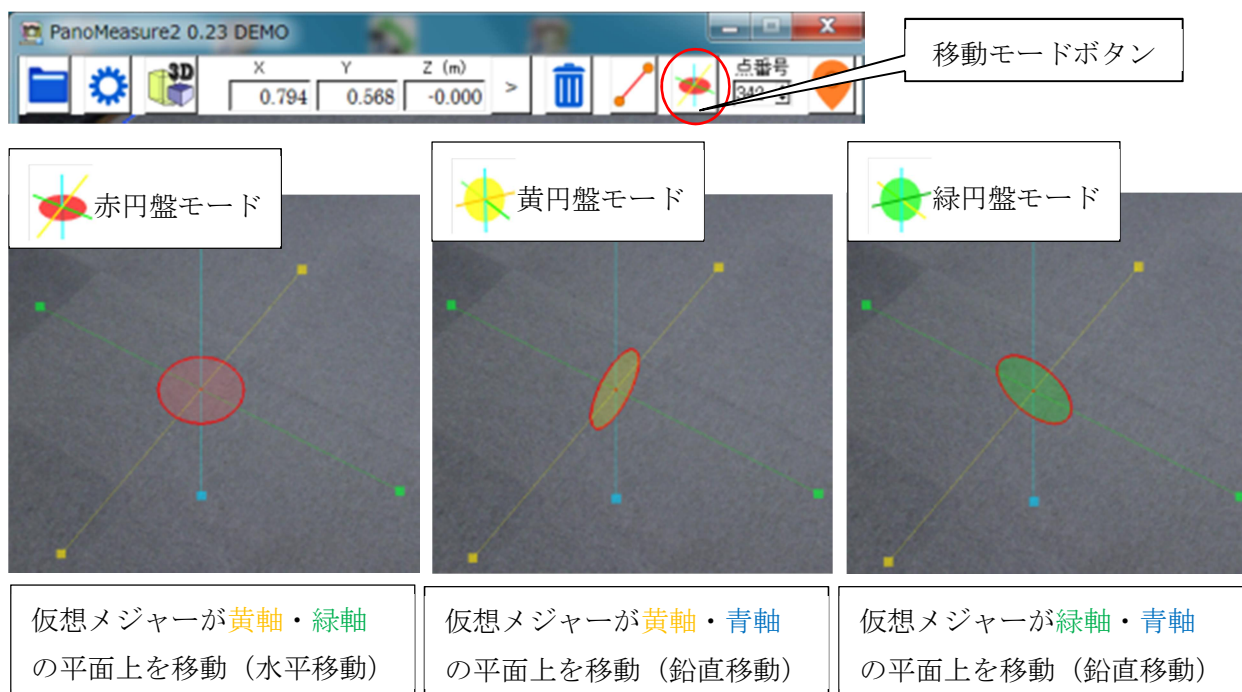 PanoMeasure2 0.23 DEMO
移動モードボタン
3D
X Y Z (m)
点番号
0.794 0.568 -0.000 >
342
赤円盤モード
黄円盤モード
緑円盤モード
仮想メジャーが黄軸・緑軸
の平面上を移動（水平移動）
仮想メジャーが黄軸・青軸
の平面上を移動（鉛直移動）
仮想メジャーが緑軸・青軸
の平面上を移動（鉛直移動）